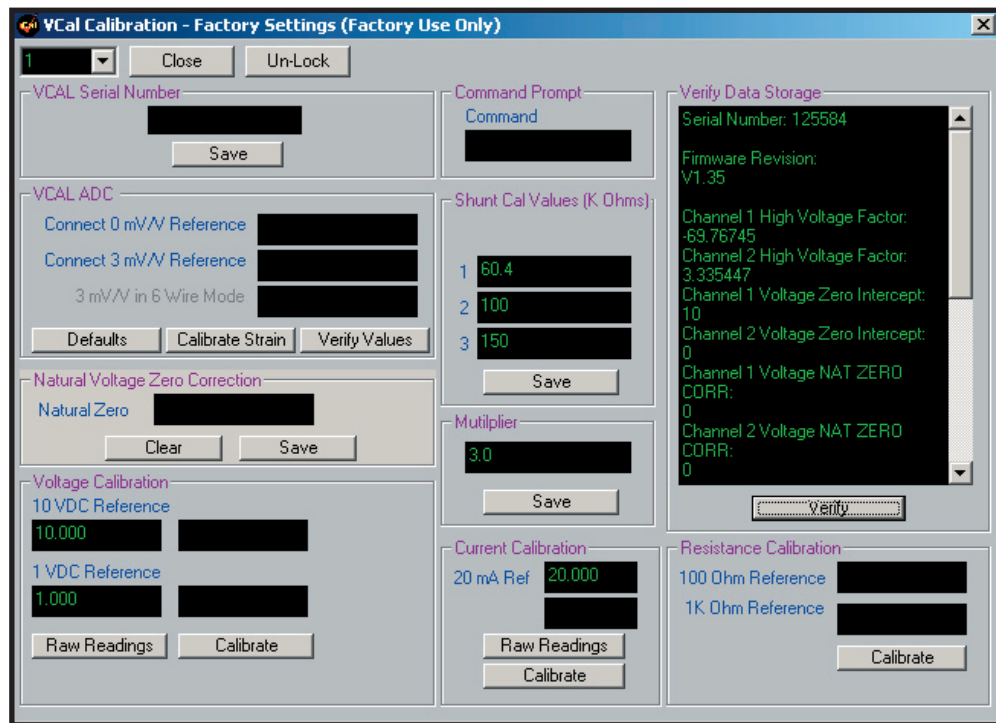 VCal Calibration - Factory Settings (Factory Use Only)
1
Close
Un-Lock
VCAL Serial Number
Save
VCAL ADC
Connect 0 mV/V Reference
Connect 3 mV/V Reference
3 mV/V in 6 Wire Mode
Defaults
Calibrate Strain
Verify Values
Natural Voltage Zero Correction
Natural Zero
Clear
Save
Voltage Calibration
10 VDC Reference
10.000
1 VDC Reference
1.000
Raw Readings
Calibrate
Command Prompt
Command
Shunt Cal Values (K Ohms)
1 60.4
2 100
3 150
Save
Mutilplier
3.0
Save
Current Calibration
20 mA Ref 20.000
Raw Readings
Calibrate
Verify Data Storage
Serial Number: 125584
Firmware Revision:
V1.35
Channel 1 High Voltage Factor:
-69.76745
Channel 2 High Voltage Factor:
3.335447
Channel 1 Voltage Zero Intercept:
10
Channel 2 Voltage Zero Intercept:
0
Channel 1 Voltage NAT ZERO
CORR:
0
Channel 2 Voltage NAT ZERO
CORR:
0
Verify
Resistance Calibration
100 Ohm Reference
1K Ohm Reference
Calibrate